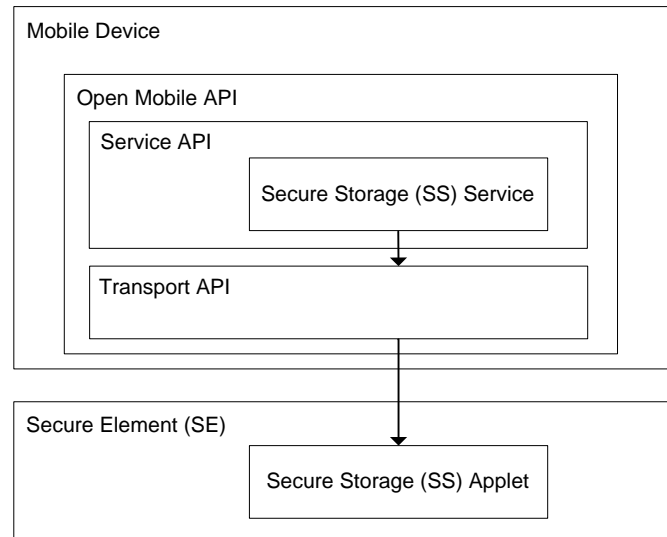 Mobile Device
Open Mobile API
Service API
Secure Storage (SS) Service
Transport API
Secure Element (SE)
Secure Storage (SS) Applet